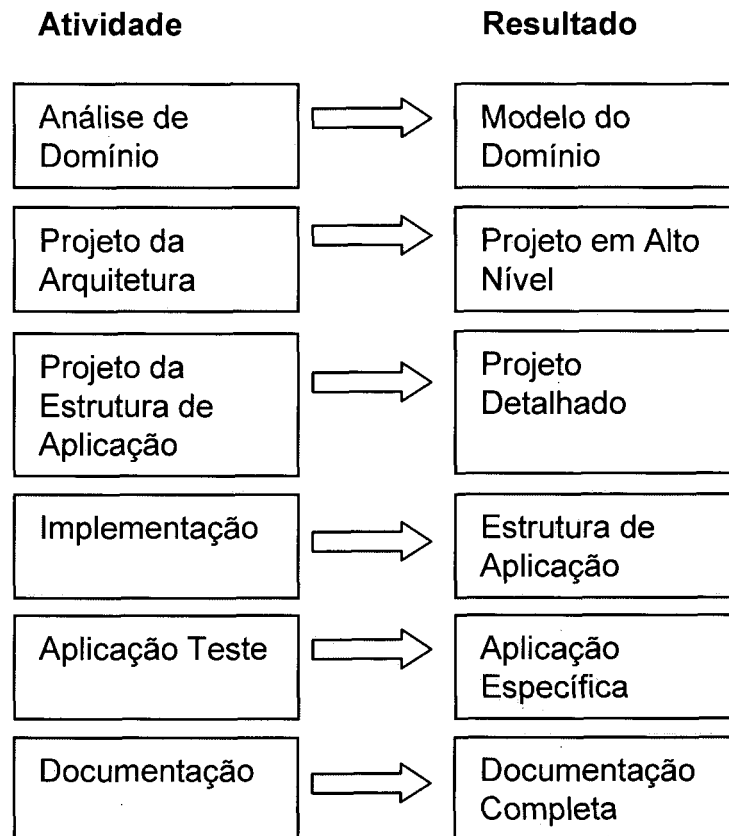 Atividade
Resultado
Análise de
Domínio
Modelo do
Domínio
Projeto da
Arquitetura
Projeto em Alto
Nível
Projeto da
Estrutura de
Aplicação
Projeto
Detalhado
Implementação
Estrutura de
Aplicação
Aplicação Teste
Aplicação
Específica
Documentação
Documentação
Completa